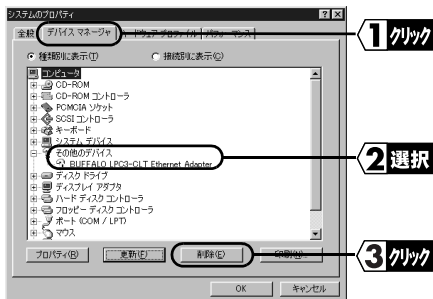 システムのプロパティ
全般 デバイス マネージャ ハードウェア プロファイル パフォーマンス
1 クリック
種類別に表示(T) 接続別に表示(C)
コンピュータ
CD-ROM
CD-ROM コントローラ
PCMCIA ソケット
SCSI コントローラ
キーボード
システム デバイス
その他のデバイス
BUFFALO LPC3-CLT Ethernet Adapter
2 選択
ディスク ドライブ
ディスプレイ アダプタ
ハード ディスク コントローラ
フロッピー ディスク コントローラ
ポート (COM / LPT)
マウス
プロパティ(R) 更新(F) 削除(E) 印刷(N)...
3 クリック
OK キャンセル